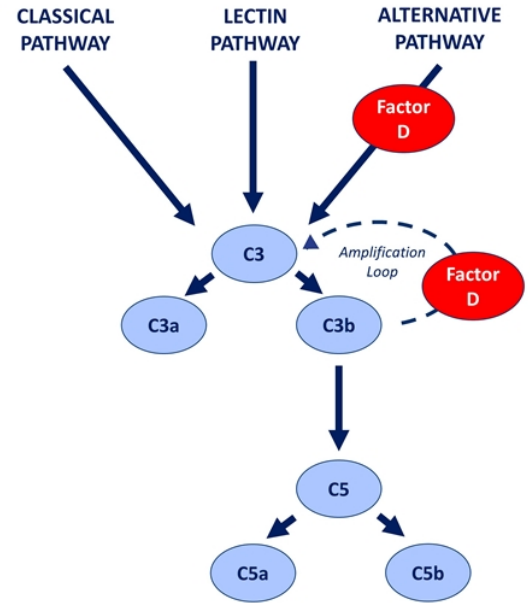 CLASSICAL
PATHWAY
LECTIN
PATHWAY
ALTERNATIVE
PATHWAY
Factor
D
C3
Amplification
Loop
Factor
D
C3a
C3b
C5
C5a
C5b